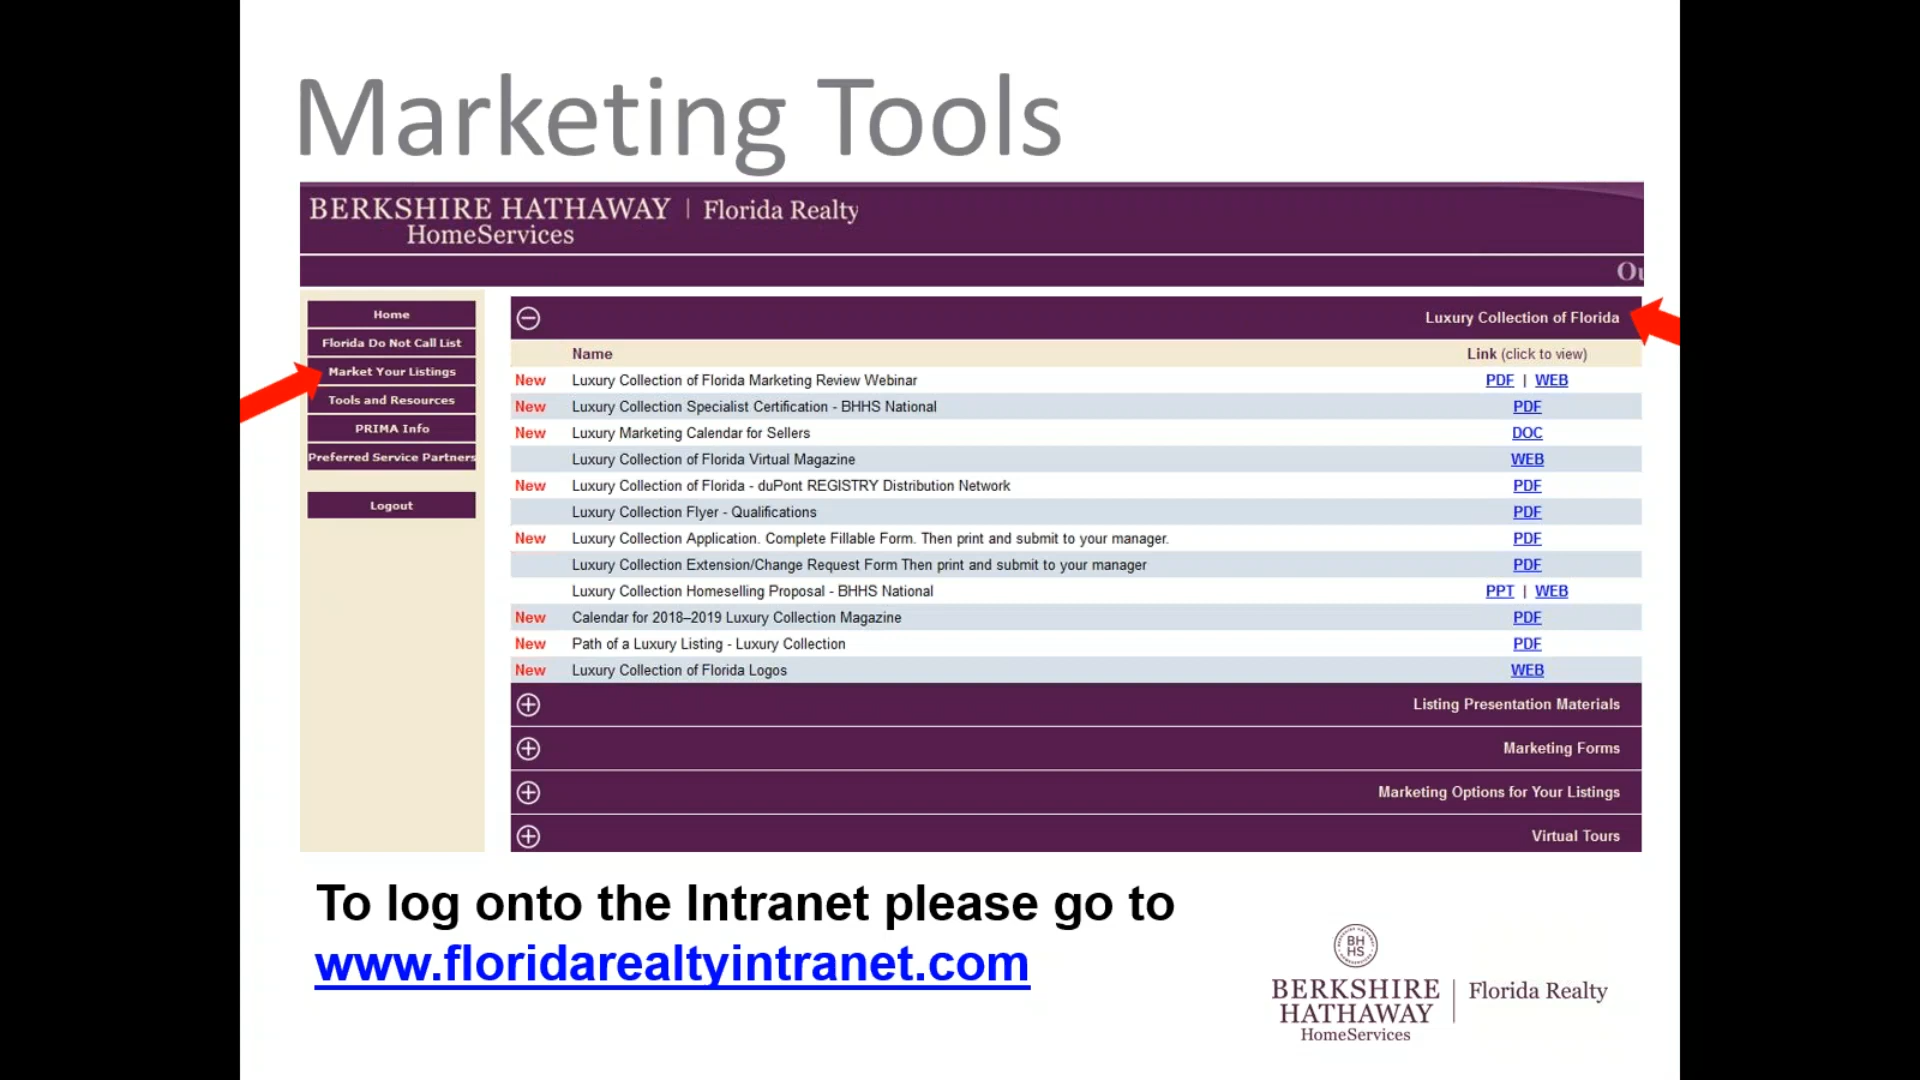 Marketing Tools
BERKSHIRE HATHAWAY | Florida Realty
HomeServices
Home
Florida Do Not Call List
Market Your Listings
Tools and Resources
PRIMA Info
Preferred Service Partners
Logout
Luxury Collection of Florida
Name Link (click to view)
New Luxury Collection of Florida Marketing Review Webinar PDF | WEB
New Luxury Collection Specialist Certification - BHHS National PDF
New Luxury Marketing Calendar for Sellers DOC
Luxury Collection of Florida Virtual Magazine WEB
New Luxury Collection of Florida - duPont REGISTRY Distribution Network PDF
Luxury Collection Flyer - Qualifications PDF
New Luxury Collection Application. Complete Fillable Form. Then print and submit to your manager. PDF
Luxury Collection Extension/Change Request Form Then print and submit to your manager PDF
Luxury Collection Homeselling Proposal - BHHS National PPT | WEB
New Calendar for 2018–2019 Luxury Collection Magazine PDF
New Path of a Luxury Listing - Luxury Collection PDF
New Luxury Collection of Florida Logos WEB
Listing Presentation Materials
Marketing Forms
Marketing Options for Your Listings
Virtual Tours
To log onto the Intranet please go to
www.floridarealtyintranet.com
BH
HS
BERKSHIRE
HATHAWAY
HomeServices
Florida Realty